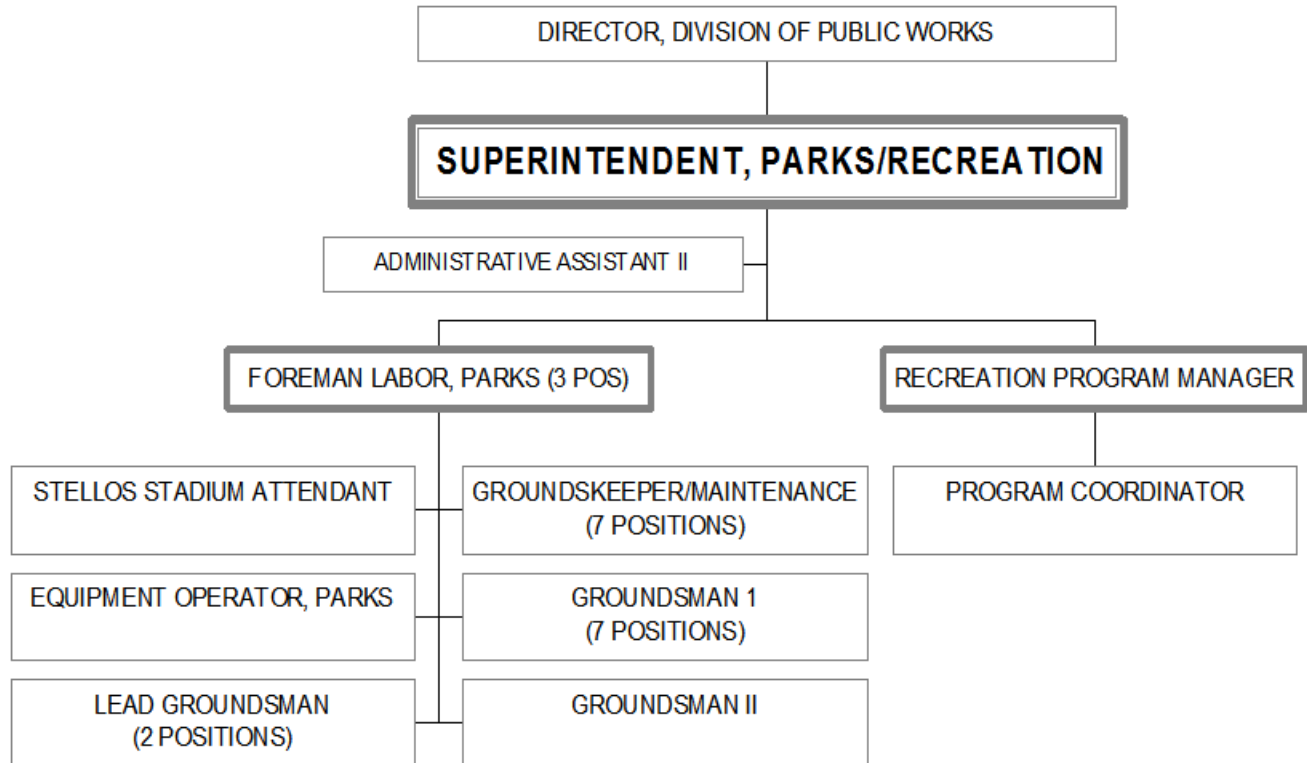 DIRECTOR, DIVISION OF PUBLIC WORKS
SUPERINTENDENT, PARKS/RECREATION
ADMINISTRATIVE ASSISTANT II
FOREMAN LABOR, PARKS (3 POS)
RECREATION PROGRAM MANAGER
STELLOS STADIUM ATTENDANT
GROUNDSKEEPER/MAINTENANCE
(7 POSITIONS)
PROGRAM COORDINATOR
EQUIPMENT OPERATOR, PARKS
GROUNDSMAN 1
(7 POSITIONS)
LEAD GROUNDSMAN
(2 POSITIONS)
GROUNDSMAN II